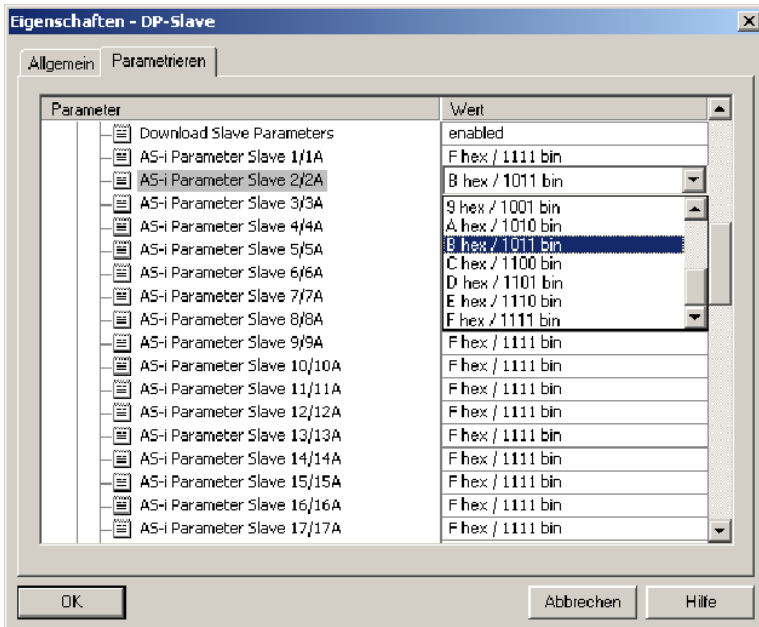 Eigenschaften - DP-Slave
Allgemein Parametrieren
Parameter Wert
Download Slave Parameters enabled
AS-i Parameter Slave 1/1A F hex / 1111 bin
AS-i Parameter Slave 2/2A B hex / 1011 bin
AS-i Parameter Slave 3/3A 9 hex / 1001 bin
AS-i Parameter Slave 4/4A A hex / 1010 bin
AS-i Parameter Slave 5/5A B hex / 1011 bin
AS-i Parameter Slave 6/6A C hex / 1100 bin
AS-i Parameter Slave 7/7A D hex / 1101 bin
E hex / 1110 bin
AS-i Parameter Slave 8/8A F hex / 1111 bin
AS-i Parameter Slave 9/9A F hex / 1111 bin
AS-i Parameter Slave 10/10A F hex / 1111 bin
AS-i Parameter Slave 11/11A F hex / 1111 bin
AS-i Parameter Slave 12/12A F hex / 1111 bin
AS-i Parameter Slave 13/13A F hex / 1111 bin
AS-i Parameter Slave 14/14A F hex / 1111 bin
AS-i Parameter Slave 15/15A F hex / 1111 bin
AS-i Parameter Slave 16/16A F hex / 1111 bin
AS-i Parameter Slave 17/17A F hex / 1111 bin
OK Abbrechen Hilfe